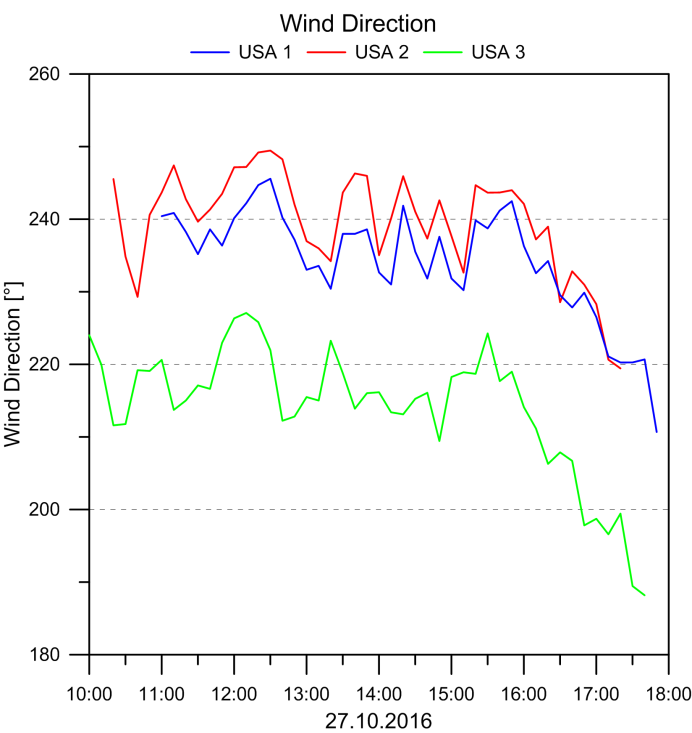 Wind Direction
USA 1 USA 2 USA 3
260
240
220
200
180
Wind Direction [°]
10:00 11:00 12:00 13:00 14:00 15:00 16:00 17:00 18:00
27.10.2016